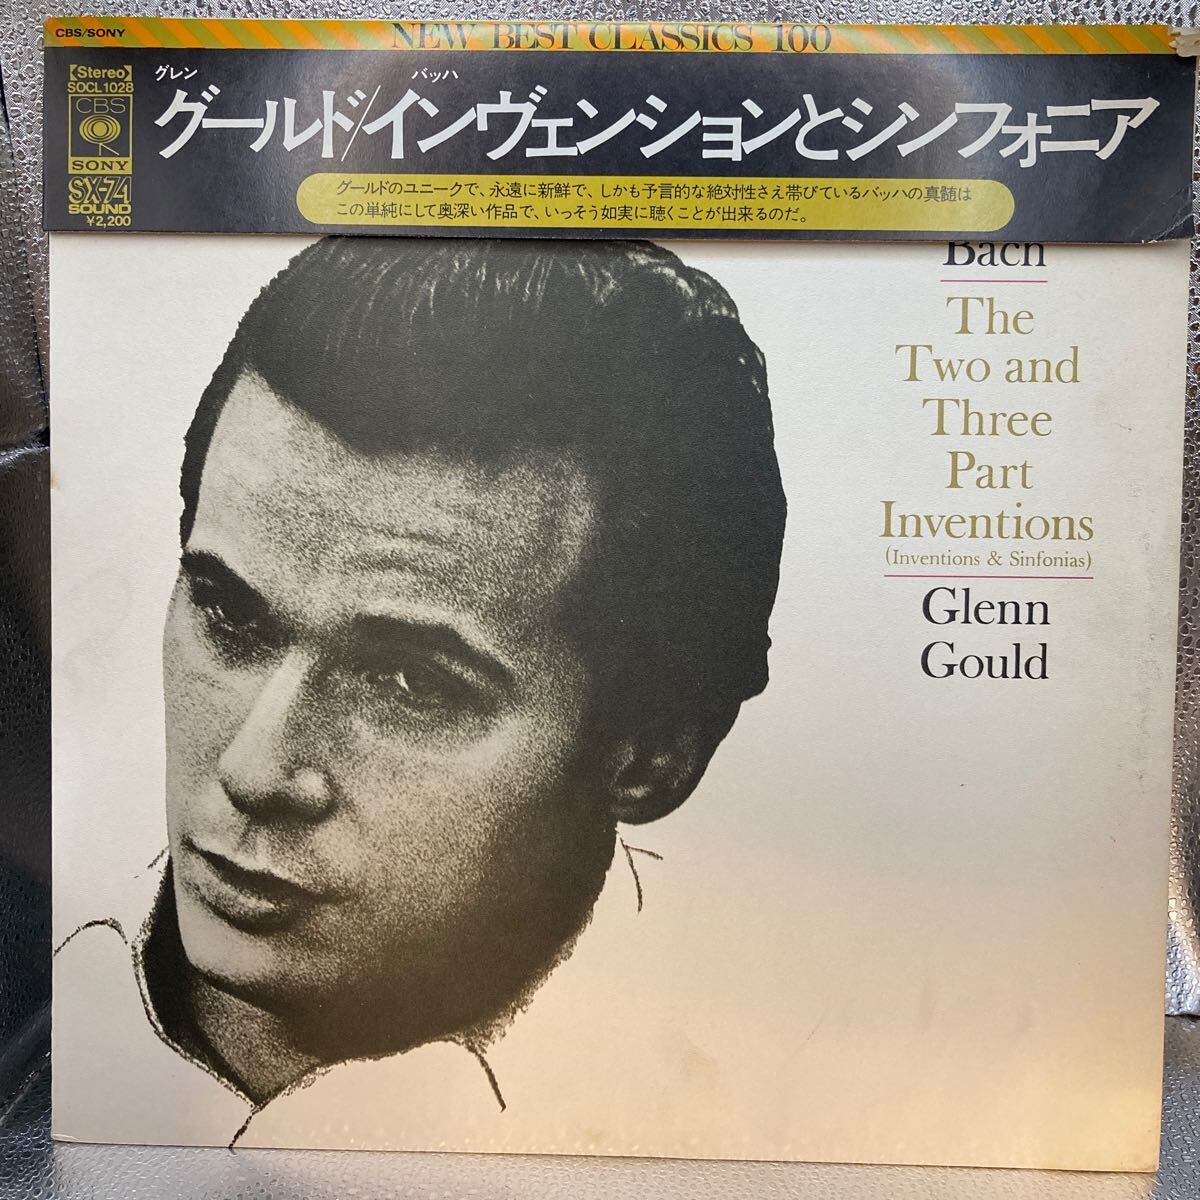 CBS/SONY
NEW BEST CLASSICS 100
【Stereo】
SOCL 1028
CBS
SONY
SX-74
SOUND
¥2,200
グレン
バッハ
グールド/インヴェンションとシンフォニア
グールドのユニークで、永遠に新鮮で、しかも予言的な絶対性さえ帯びているバッハの真髄は
この単純にして奥深い作品で、いっそう如実に聴くことが出来るのだ。
Bach
The
Two and
Three
Part
Inventions
(Inventions & Sinfonias)
Glenn
Gould